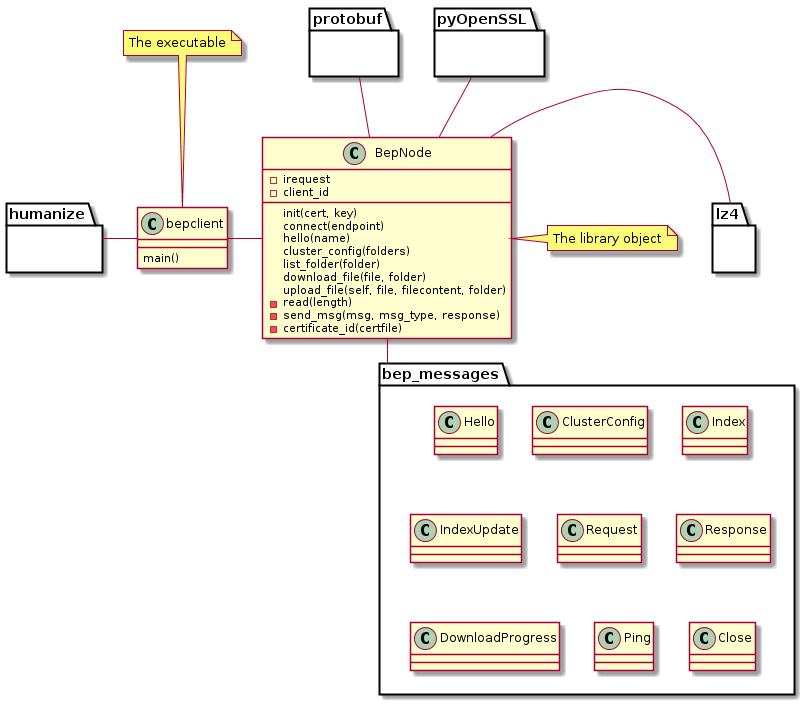 protobuf
pyOpenSSL
The executable
C BepNode
irequest
client_id
init(cert, key)
connect(endpoint)
hello(name)
cluster_config(folders)
list_folder(folder)
download_file(file, folder)
upload_file(self, file, filecontent, folder)
read(length)
send_msg(msg, msg_type, response)
certificate_id(certfile)
humanize
C bepclient
main()
The library object
lz4
bep_messages
C Hello
C ClusterConfig
C Index
C IndexUpdate
C Request
C Response
C DownloadProgress
C Ping
C Close